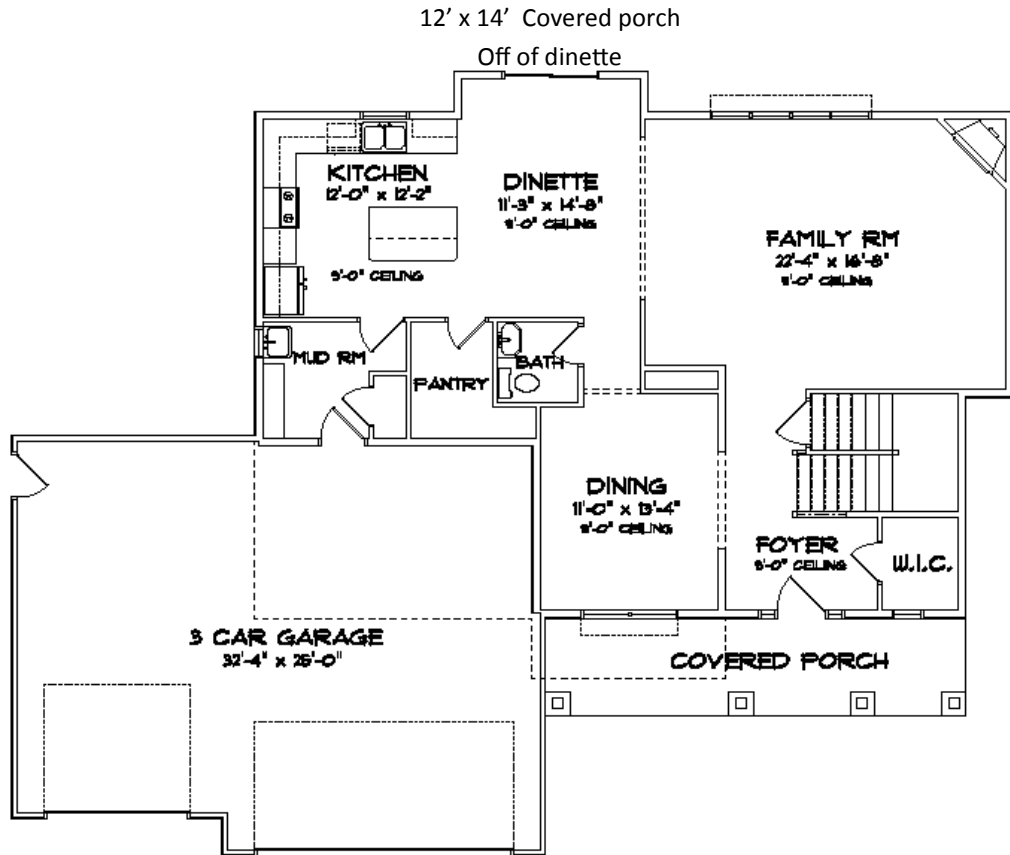 12’ x 14’ Covered porch
Off of dinette
KITCHEN
12'-0" x 12'-2"
9'-0" CEILING
DINETTE
11'-3" x 14'-8"
9'-0" CEILING
FAMILY RM
22'-4" x 16'-8"
9'-0" CEILING
MUD RM
PANTRY
BATH
DINING
11'-0" x 13'-4"
9'-0" CEILING
FOYER
9'-0" CEILING
W.I.C.
3 CAR GARAGE
32'-4" x 25'-0"
COVERED PORCH